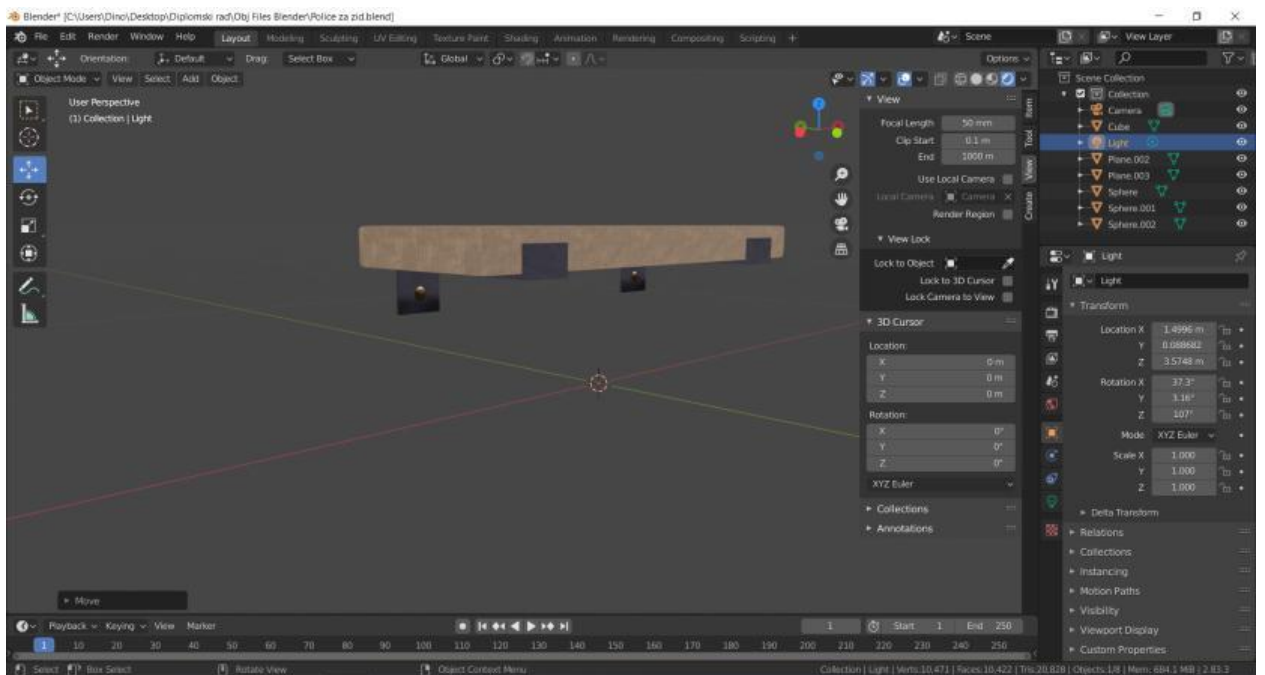 Blender* [C:\Users\Dino\Desktop\Diplomski rad\Obj Files Blender\Police za zid.blend]
File Edit Render Window Help Layout Modeling Sculpting UV Editing Texture Paint Shading Animation Rendering Compositing Scripting + Scene View Layer
Orientation: Default Drag: Select Box Global Options
Object Mode View Select Add Object
User Perspective
(1) Collection | Light
View
Focal Length 50 mm
Clip Start 0.1 m
End 1000 m
Use Local Camera
Local Camera Camera
Render Region
View Lock
Lock to Object
Lock to 3D Cursor
Lock Camera to View
3D Cursor
Location:
X 0 m
Y 0 m
Z 0 m
Rotation:
X 0°
Y 0°
Z 0°
XYZ Euler
Collections
Annotations
Item
Tool
View
Create
Scene Collection
Collection
Camera
Cube
Light
Plane.002
Plane.003
Sphere
Sphere.001
Sphere.002
Light
Light
Transform
Location X 1.4996 m
Y 0.088682
Z 3.5748 m
Rotation X 37.3°
Y 3.16°
Z 107°
Mode XYZ Euler
Scale X 1.000
Y 1.000
Z 1.000
Delta Transform
Relations
Collections
Instancing
Motion Paths
Visibility
Viewport Display
Custom Properties
Move
Playback Keying View Marker 1 Start 1 End 250
1 10 20 30 40 50 60 70 80 90 100 110 120 130 140 150 160 170 180 190 200 210 220 230 240 250
Select Box Select Rotate View Object Context Menu Collection | Light | Verts:10,471 | Faces:10,422 | Tris:20,828 | Objects:1/8 | Mem: 684.1 MiB | 2.83.3